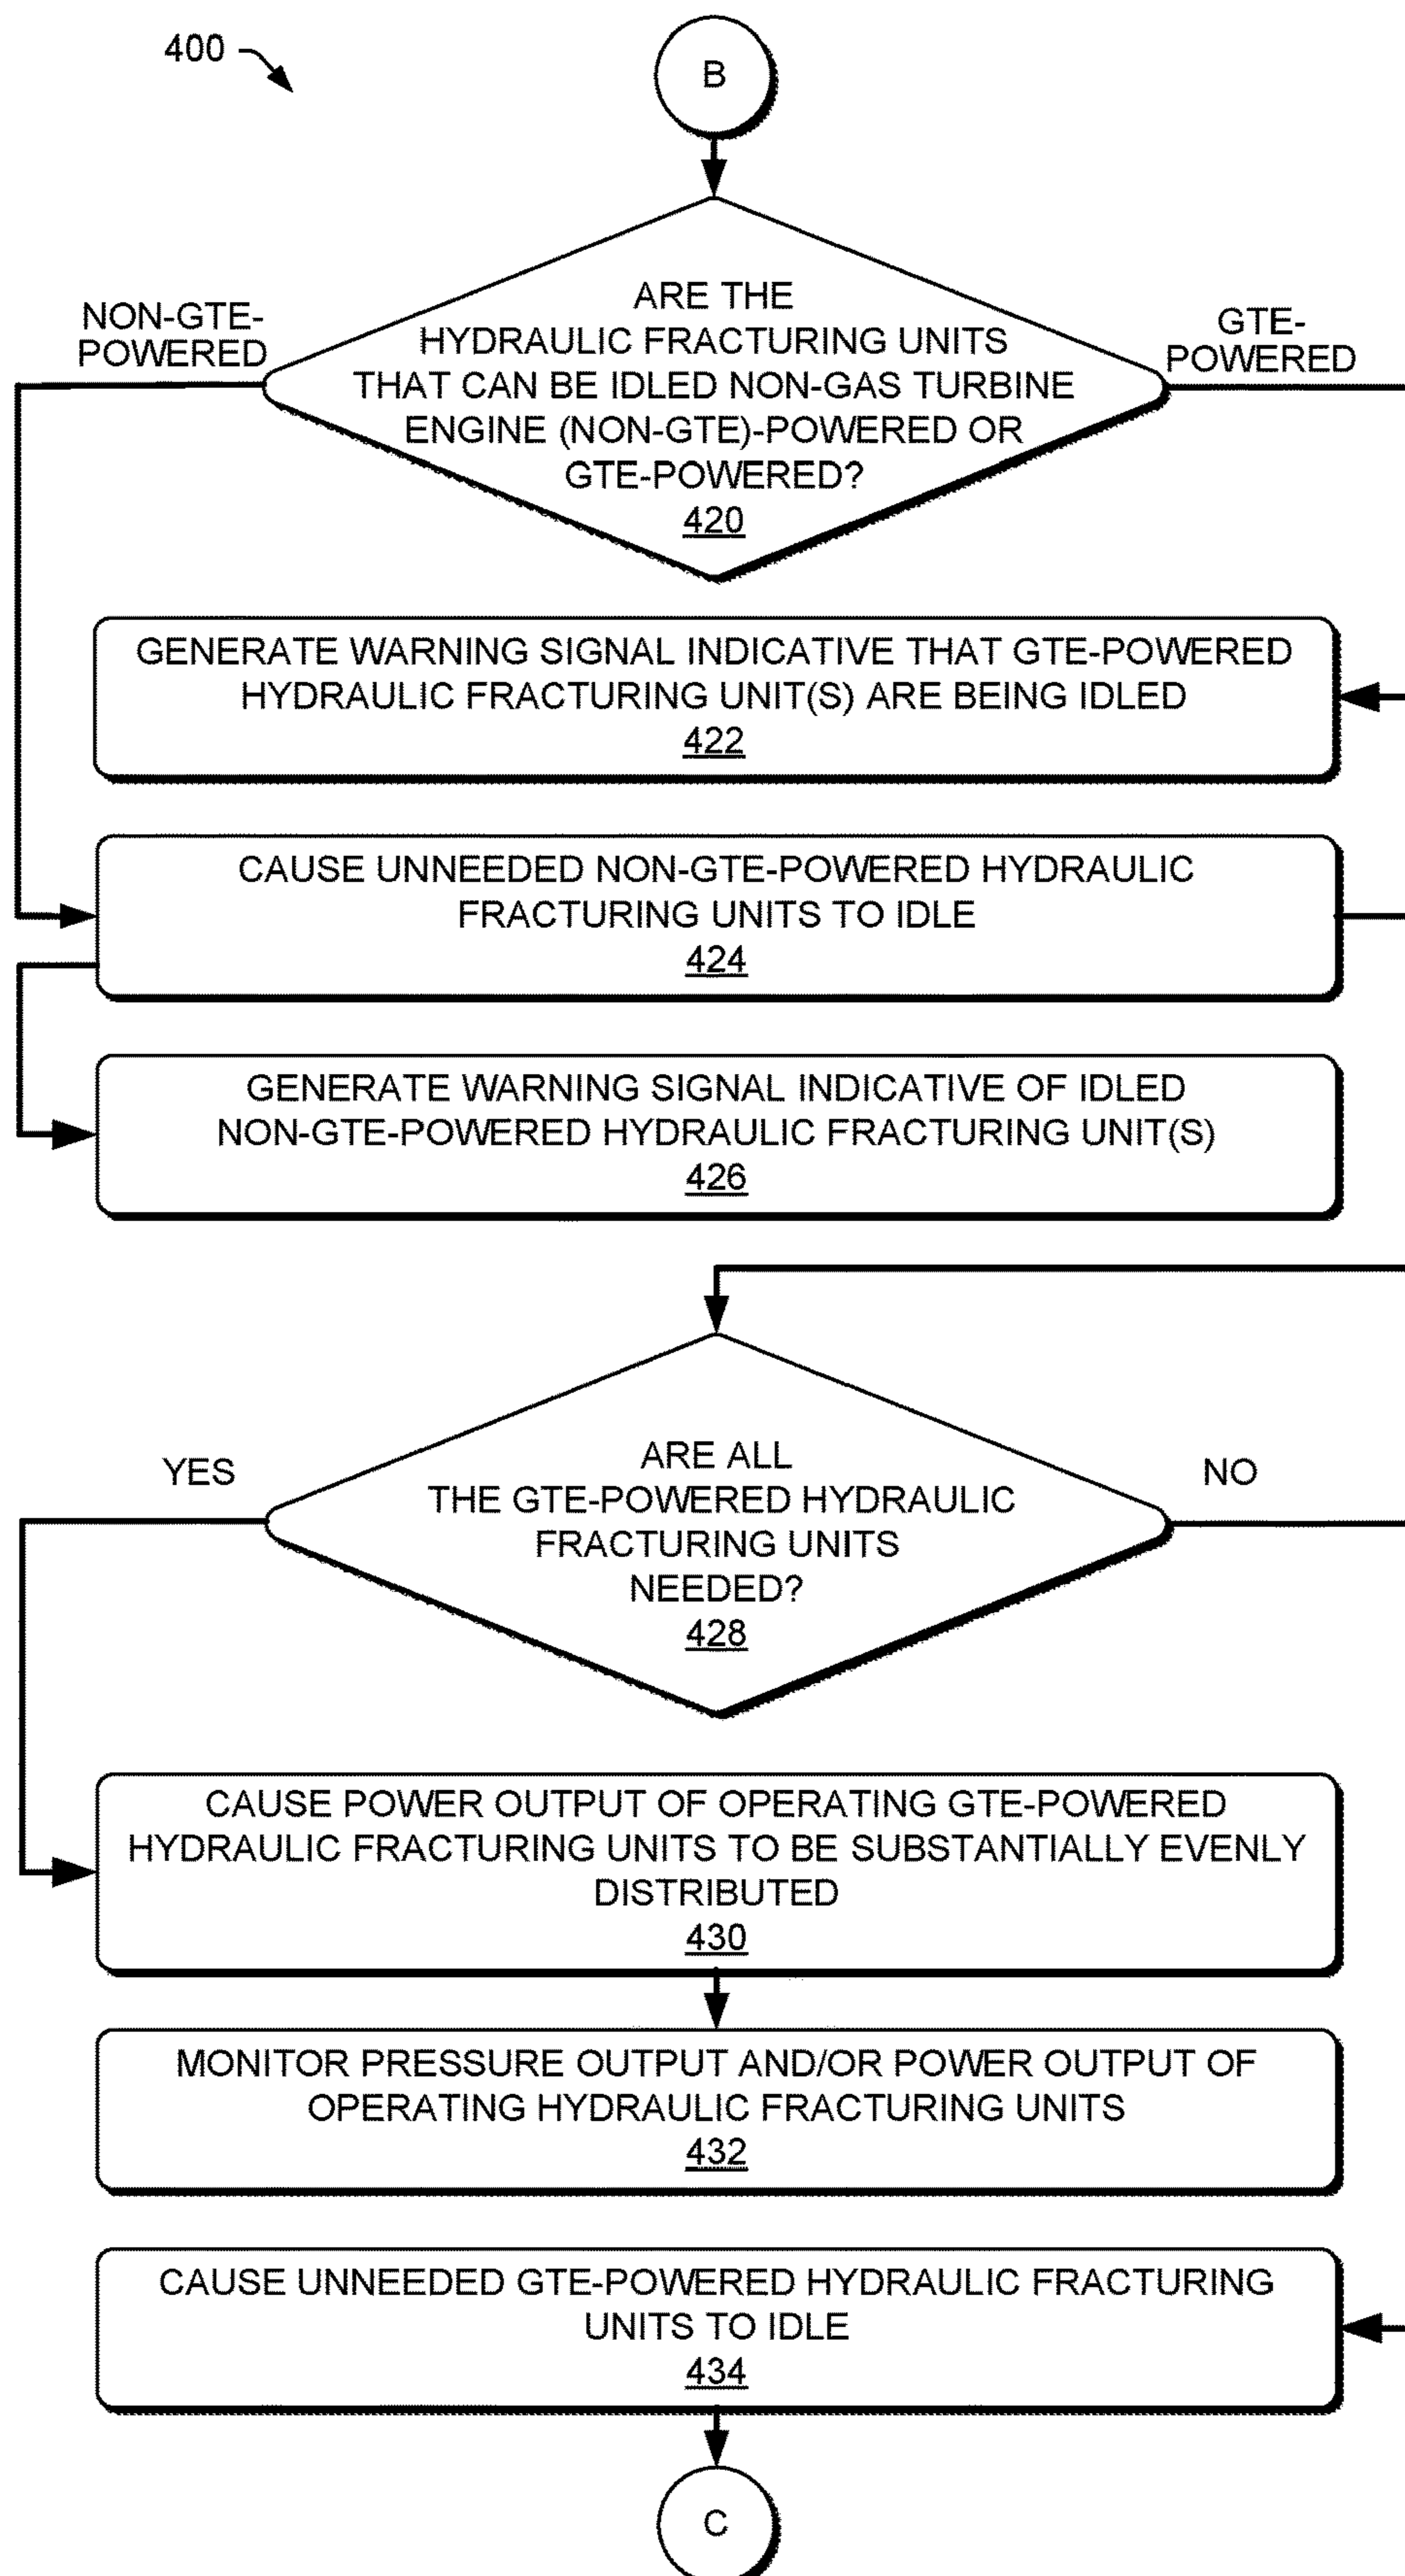 400
B
NON-GTE-
POWERED
GTE-
POWERED
ARE THE
HYDRAULIC FRACTURING UNITS
THAT CAN BE IDLED NON-GAS TURBINE
ENGINE (NON-GTE)-POWERED OR
GTE-POWERED?
420
GENERATE WARNING SIGNAL INDICATIVE THAT GTE-POWERED
HYDRAULIC FRACTURING UNIT(S) ARE BEING IDLED
422
CAUSE UNNEEDED NON-GTE-POWERED HYDRAULIC
FRACTURING UNITS TO IDLE
424
GENERATE WARNING SIGNAL INDICATIVE OF IDLED
NON-GTE-POWERED HYDRAULIC FRACTURING UNIT(S)
426
YES
NO
ARE ALL
THE GTE-POWERED HYDRAULIC
FRACTURING UNITS
NEEDED?
428
CAUSE POWER OUTPUT OF OPERATING GTE-POWERED
HYDRAULIC FRACTURING UNITS TO BE SUBSTANTIALLY EVENLY
DISTRIBUTED
430
MONITOR PRESSURE OUTPUT AND/OR POWER OUTPUT OF
OPERATING HYDRAULIC FRACTURING UNITS
432
CAUSE UNNEEDED GTE-POWERED HYDRAULIC FRACTURING
UNITS TO IDLE
434
C